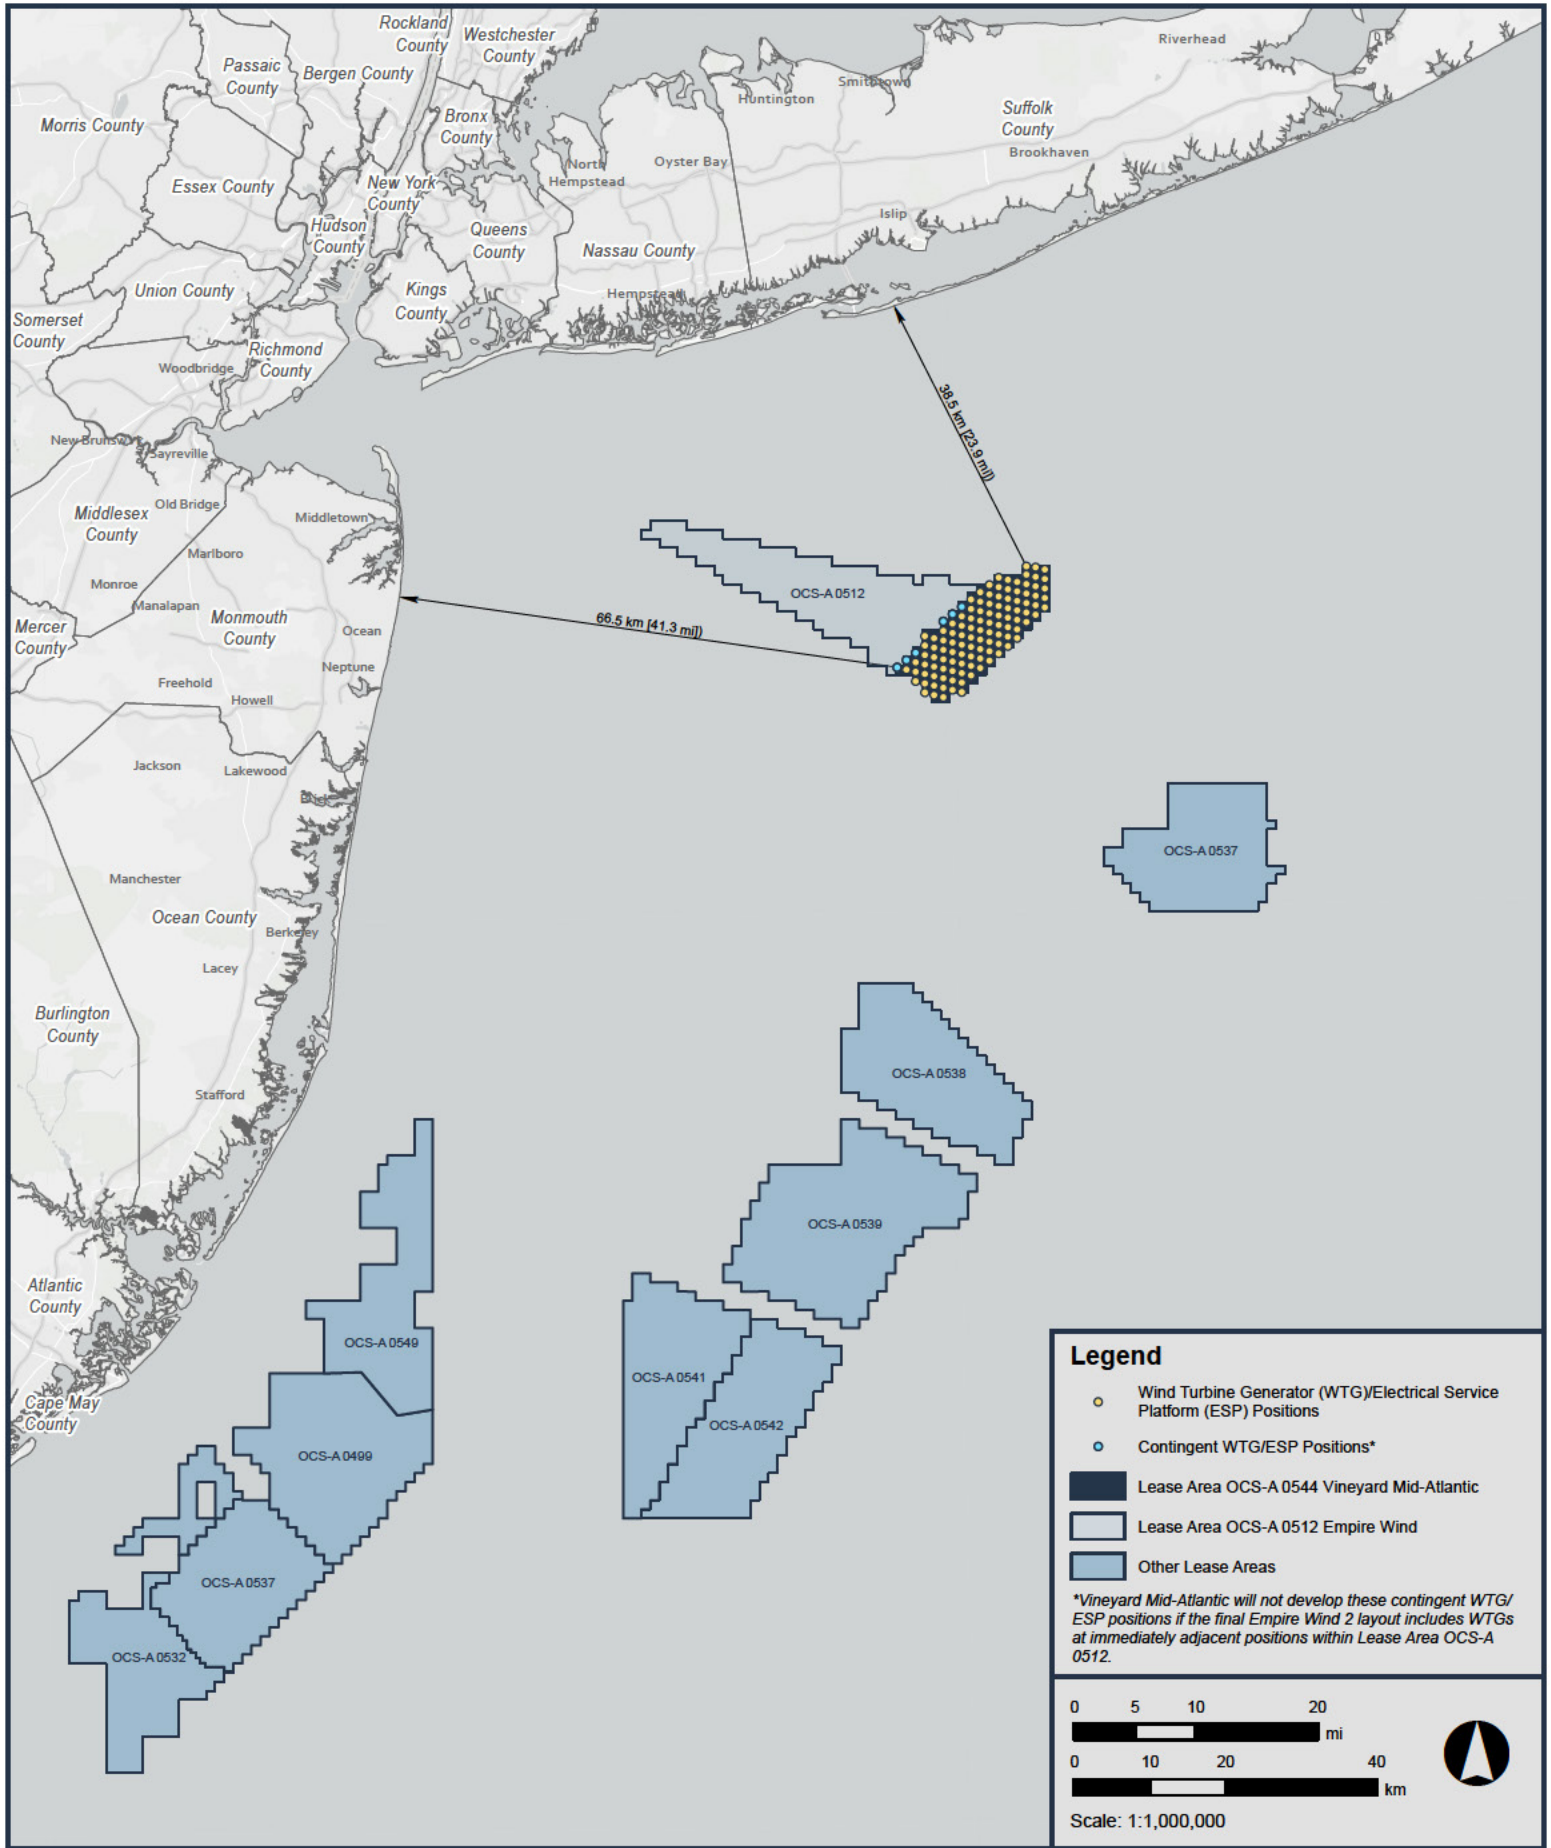 Rockland
County
Westchester
County
Passaic
County
Bergen County
Riverhead
Smithtown
Huntington
Suffolk
County
Morris County
Bronx
County
Brookhaven
North
Hempstead
Oyster Bay
Essex County
New York
County
Islip
Hudson
County
Queens
County
Nassau County
Union County
Kings
County
Hempstead
Somerset
County
Richmond
County
Woodbridge
38.5 km [23.9 mi])
New Brunsw
Sayreville
Old Bridge
Middlesex
County
Middletown
Marlboro
Monroe
Manalapan
OCS-A 0512
Monmouth
County
Mercer
County
Ocean
66.5 km [41.3 mi])
Neptune
Freehold
Howell
Jackson
Lakewood
OCS-A 0537
Manchester
Ocean County
Berkeley
Lacey
Burlington
County
OCS-A 0538
Stafford
OCS-A 0539
Atlantic
County
OCS-A 0549
OCS-A 0541
Cape May
County
OCS-A 0542
OCS-A 0499
OCS-A 0537
OCS-A 0532
Legend
Wind Turbine Generator (WTG)/Electrical Service
Platform (ESP) Positions
Contingent WTG/ESP Positions*
Lease Area OCS-A 0544 Vineyard Mid-Atlantic
Lease Area OCS-A 0512 Empire Wind
Other Lease Areas
*Vineyard Mid-Atlantic will not develop these contingent WTG/
ESP positions if the final Empire Wind 2 layout includes WTGs
at immediately adjacent positions within Lease Area OCS-A
0512.
0 5 10 20
mi
0 10 20 40
km
Scale: 1:1,000,000